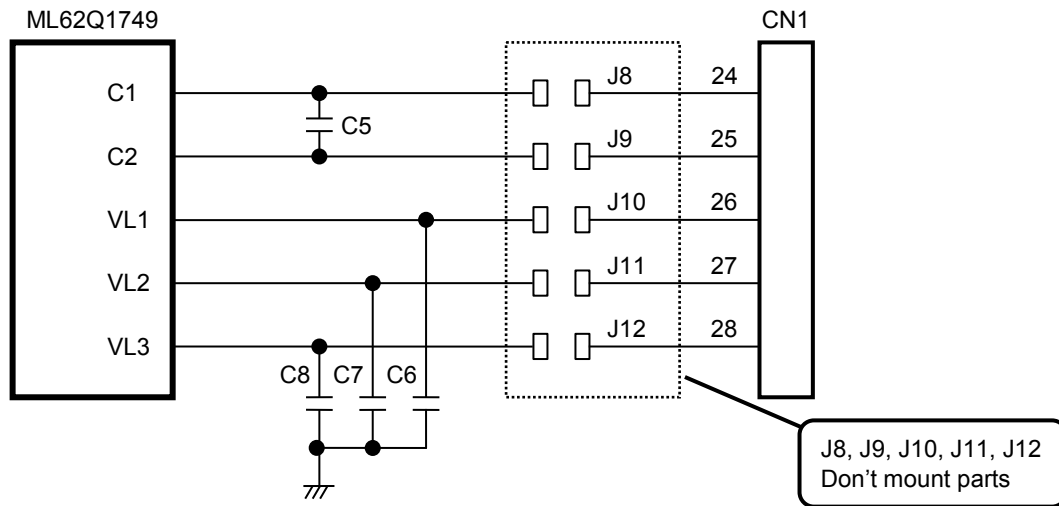 ML62Q1749
CN1
C1
J8
24
C5
C2
J9
25
VL1
J10
26
VL2
J11
27
VL3
J12
28
C8
C7
C6
J8, J9, J10, J11, J12
Don’t mount parts